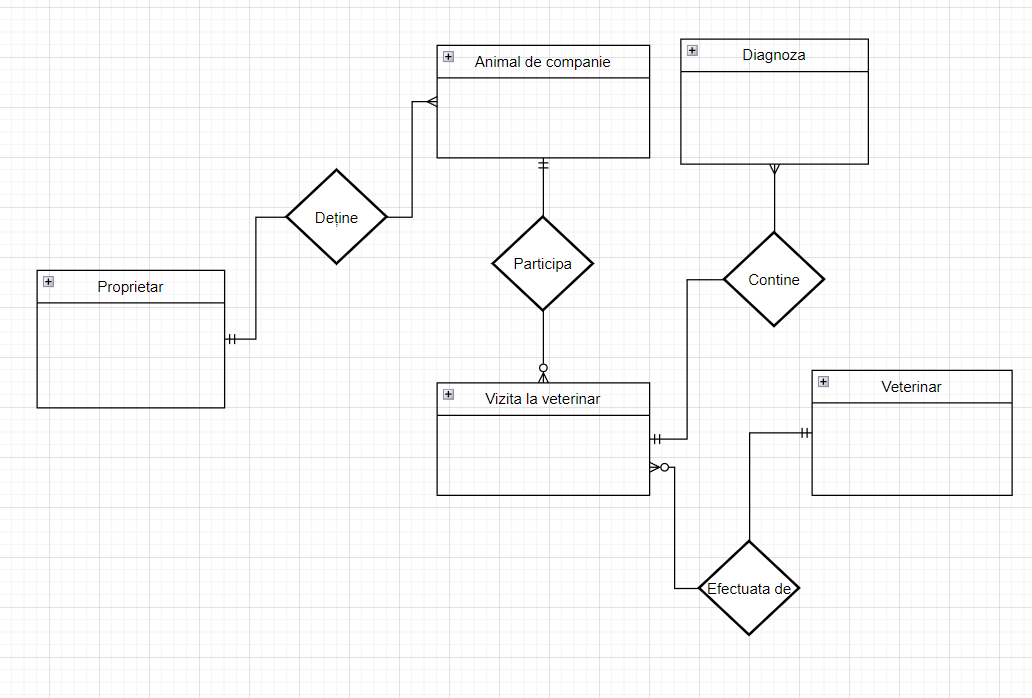 Animal de companie
Diagnoza
Deține
Participa
Contine
Proprietar
Vizita la veterinar
Veterinar
Efectuata de